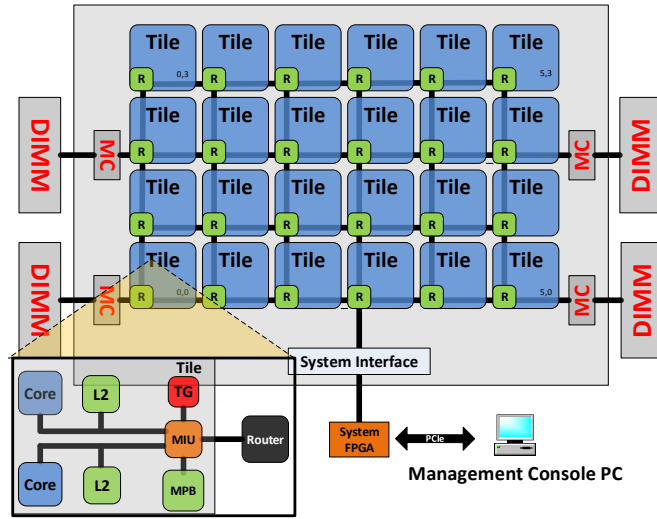 Tile Tile Tile Tile Tile Tile
R 0,3 R R R R R 5,3
Tile Tile Tile Tile Tile Tile
DIMM MC R R R R R R MC DIMM
Tile Tile Tile Tile Tile Tile
R R R R R R
Tile Tile Tile Tile Tile Tile
DIMM MC R 0,0 R R R R R 5,0 MC DIMM
System Interface
Tile
Core L2 TG
MIU Router
Core L2 MPB
System
FPGA
PCIe
Management Console PC